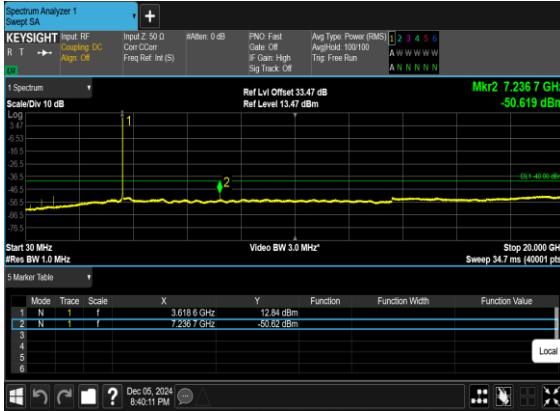 Spectrum Analyzer 1
Swept SA
+
KEYSIGHT
R T
Input: RF
Coupling: DC
Align: Off
Input Z: 50 Ω
Corr CCorr
Freq Ref: Int (S)
#Atten: 0 dB
PNO: Fast
Gate: Off
IF Gain: High
Sig Track: Off
Avg Type: Power (RMS)
Avg|Hold: 100/100
Trig: Free Run
1 2 3 4 5 6
A W W W W W
A N N N N N
1 Spectrum
Scale/Div 10 dB
Ref Lvl Offset 33.47 dB
Ref Level 13.47 dBm
Mkr2 7.236 7 GHz
-50.619 dBm
Log
3.47
-6.53
-16.5
-26.5
-36.5
-46.5
-56.5
-66.5
-76.5
1
2
DL1 -40.00 dBm
Start 30 MHz
Video BW 3.0 MHz*
Stop 20.000 GH
#Res BW 1.0 MHz
Sweep 34.7 ms (40001 pts
5 Marker Table
Mode Trace Scale X Y Function Function Width Function Value
1 N 1 f 3.618 6 GHz 12.84 dBm
2 N 1 f 7.236 7 GHz -50.62 dBm
3
4
5
6
Local
?
Dec 05, 2024
8:40:11 PM